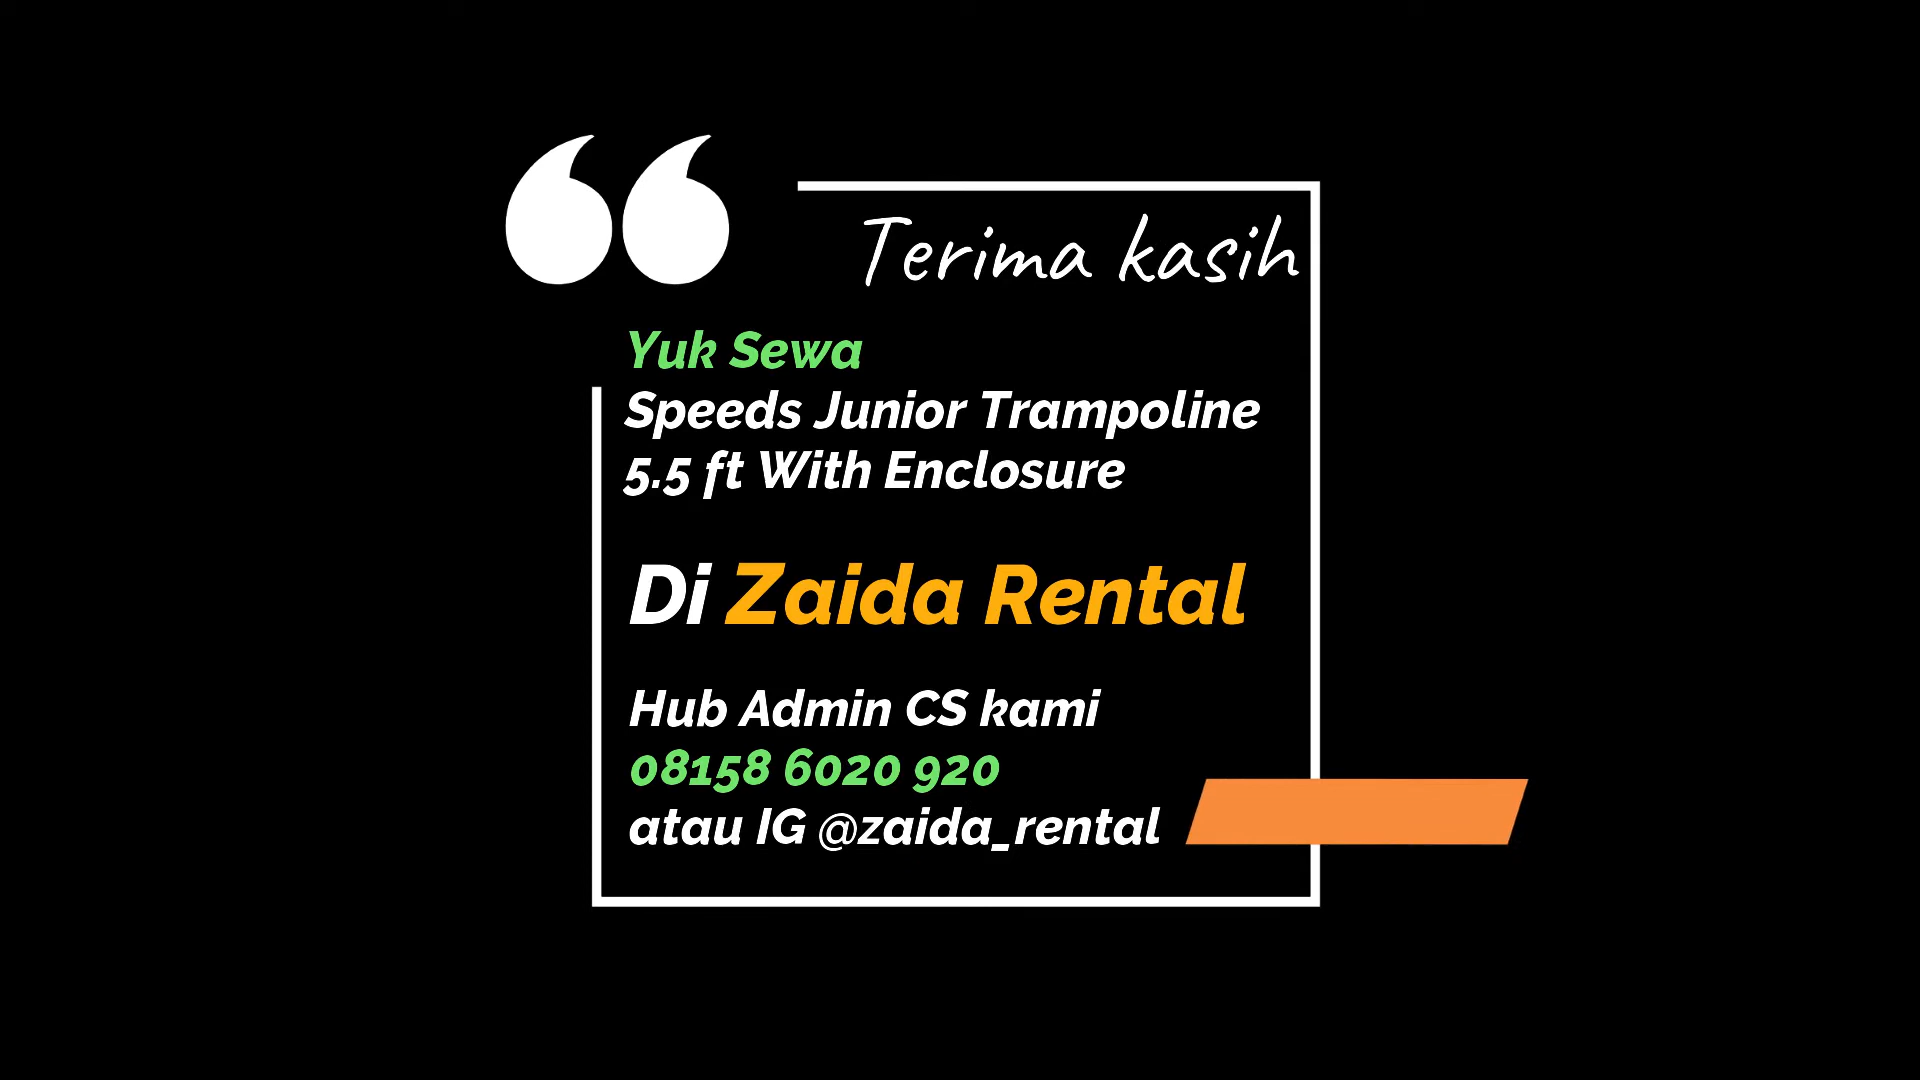 Terima kasih
Yuk Sewa
Speeds Junior Trampoline
5.5 ft With Enclosure
Di Zaida Rental
Hub Admin CS kami
08158 6020 920
atau IG @zaida_rental